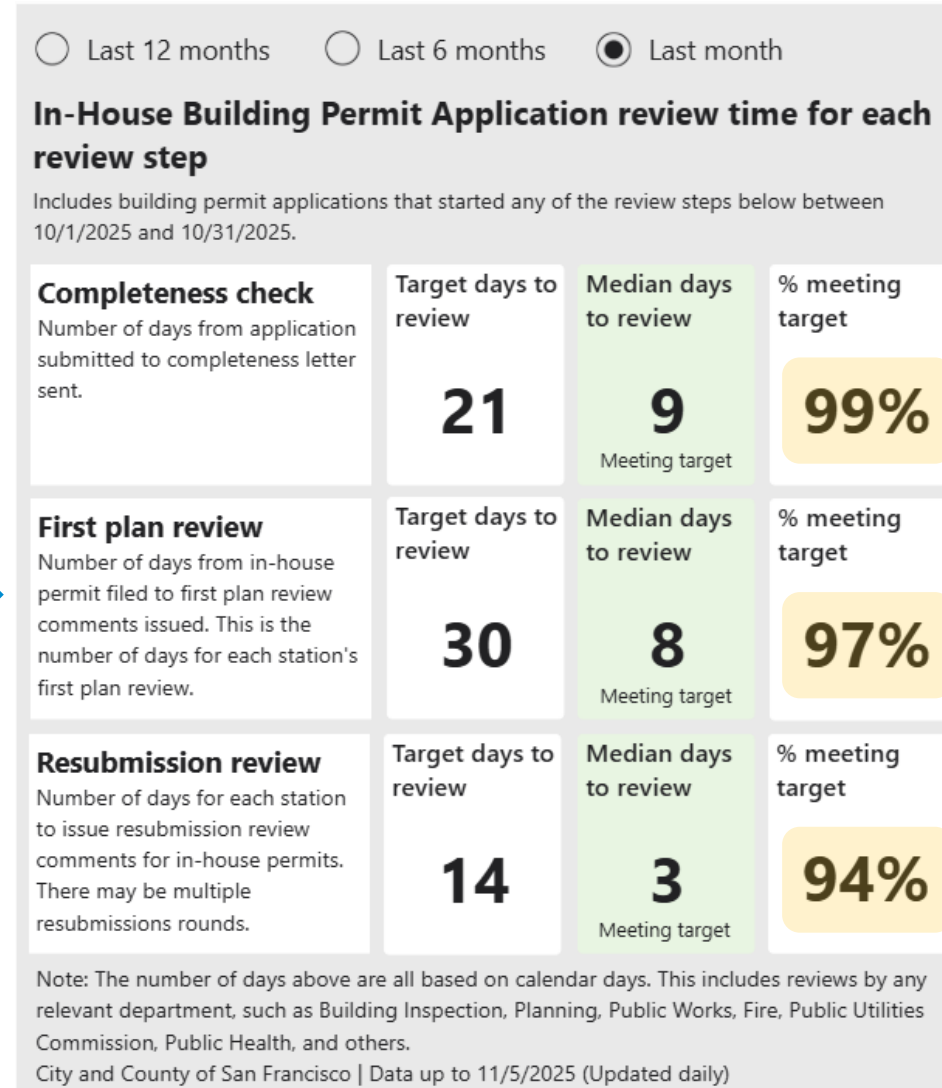 Last 12 months Last 6 months Last month
In-House Building Permit Application review time for each
review step
Includes building permit applications that started any of the review steps below between
10/1/2025 and 10/31/2025.
Completeness check
Number of days from application
submitted to completeness letter
sent.
Target days to
review
21
Median days
to review
9
Meeting target
% meeting
target
99%
First plan review
Number of days from in-house
permit filed to first plan review
comments issued. This is the
number of days for each station's
first plan review.
Target days to
review
30
Median days
to review
8
Meeting target
% meeting
target
97%
Resubmission review
Number of days for each station
to issue resubmission review
comments for in-house permits.
There may be multiple
resubmissions rounds.
Target days to
review
14
Median days
to review
3
Meeting target
% meeting
target
94%
Note: The number of days above are all based on calendar days. This includes reviews by any
relevant department, such as Building Inspection, Planning, Public Works, Fire, Public Utilities
Commission, Public Health, and others.
City and County of San Francisco | Data up to 11/5/2025 (Updated daily)